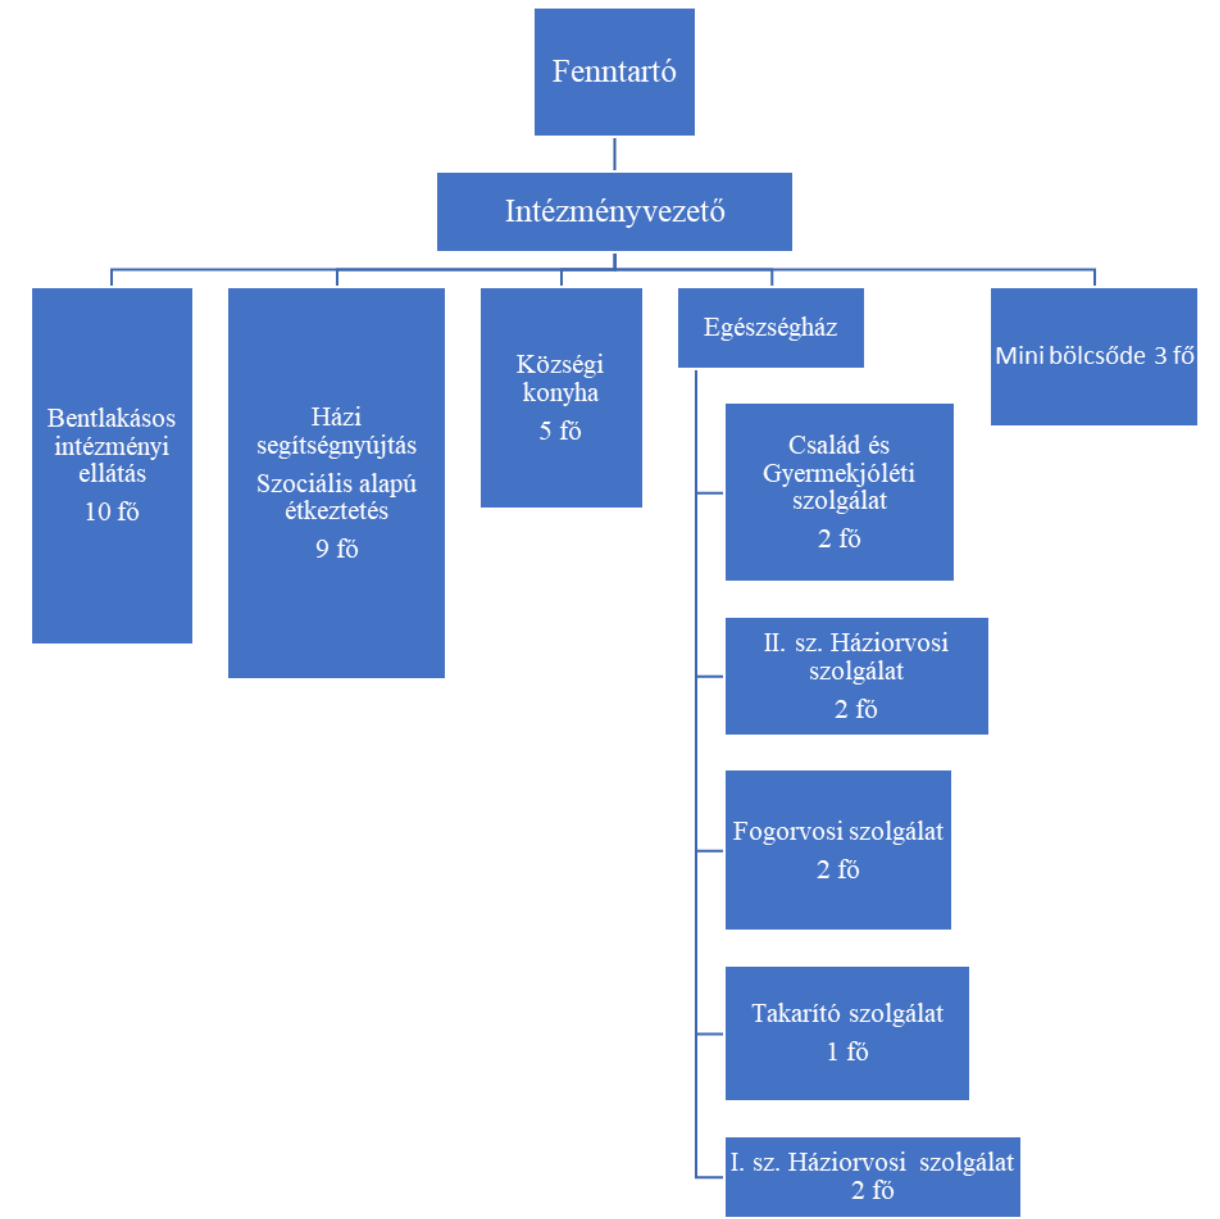 Fenntartó
Intézményvezető
Bentlakásos
intézményi
ellátás
10 fő
Házi
segítségnyújtás
Szociális alapú
étkeztetés
9 fő
Községi
konyha
5 fő
Egészségház
Család és
Gyermekjóléti
szolgálat
2 fő
II. sz. Háziorvosi
szolgálat
2 fő
Fogorvosi szolgálat
2 fő
Takarító szolgálat
1 fő
I. sz. Háziorvosi szolgálat
2 fő
Mini bölcsőde 3 fő